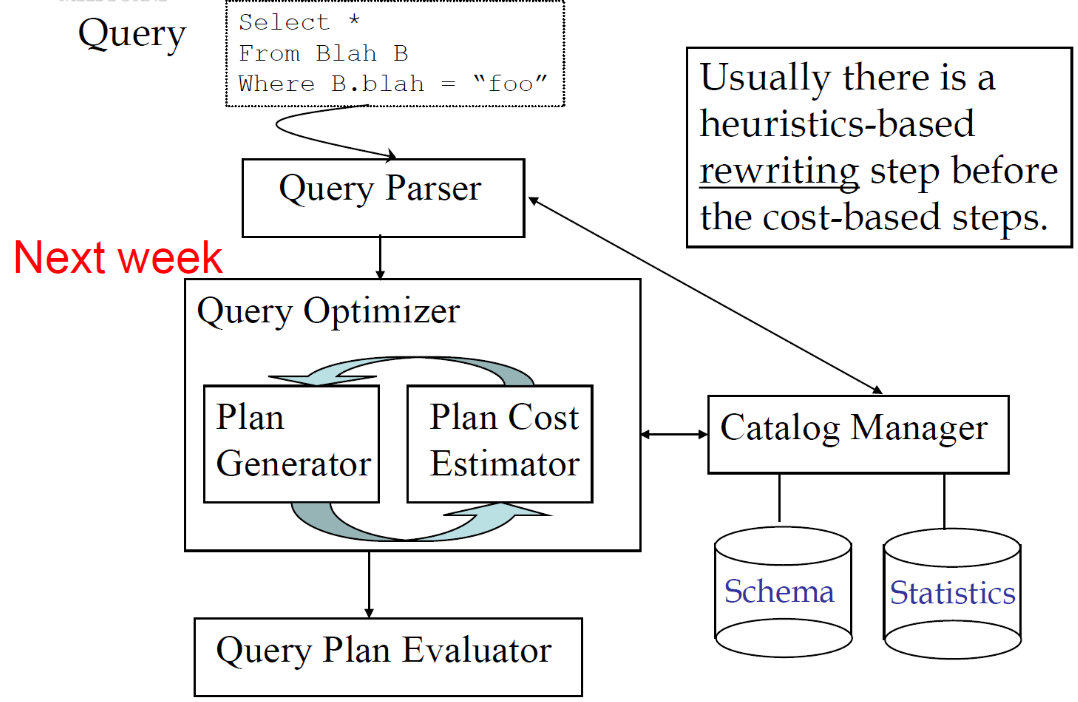 Query
Select *
From Blah B
Where B.blah = “foo”
Usually there is a
heuristics-based
rewriting step before
the cost-based steps.
Query Parser
Next week
Query Optimizer
Plan
Generator
Plan Cost
Estimator
Catalog Manager
Schema
Statistics
Query Plan Evaluator